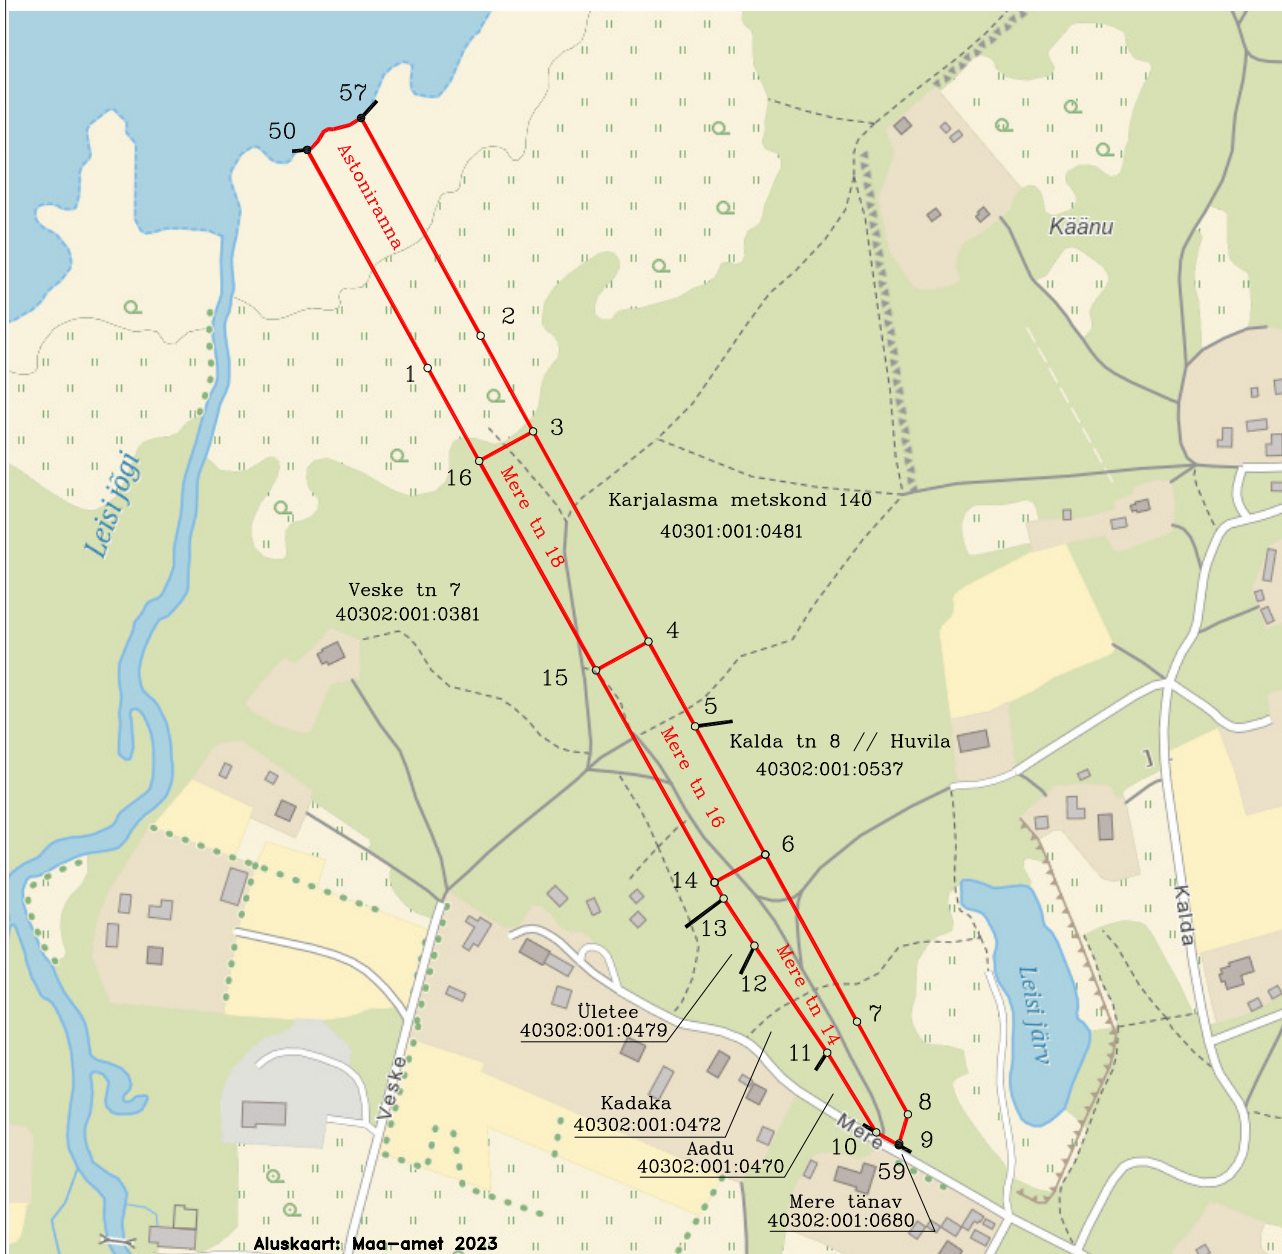 57
50
Astoniranna
Käänu
2
1
3
16
Mere tn 18
Leisi jõgi
Karjalasma metskond 140
40301:001:0481
Veske tn 7
40302:001:0381
4
15
5
Kalda tn 8 // Huvila
40302:001:0537
Mere tn 16
6
14
13
Kalda
12
Mere tn 14
Leisi järv
Ületee
40302:001:0479
7
11
Veske
Kadaka
40302:001:0472
8
Mere
10
9
Aadu
40302:001:0470
59
Mere tänav
40302:001:0680
Aluskaart: Maa-amet 2023